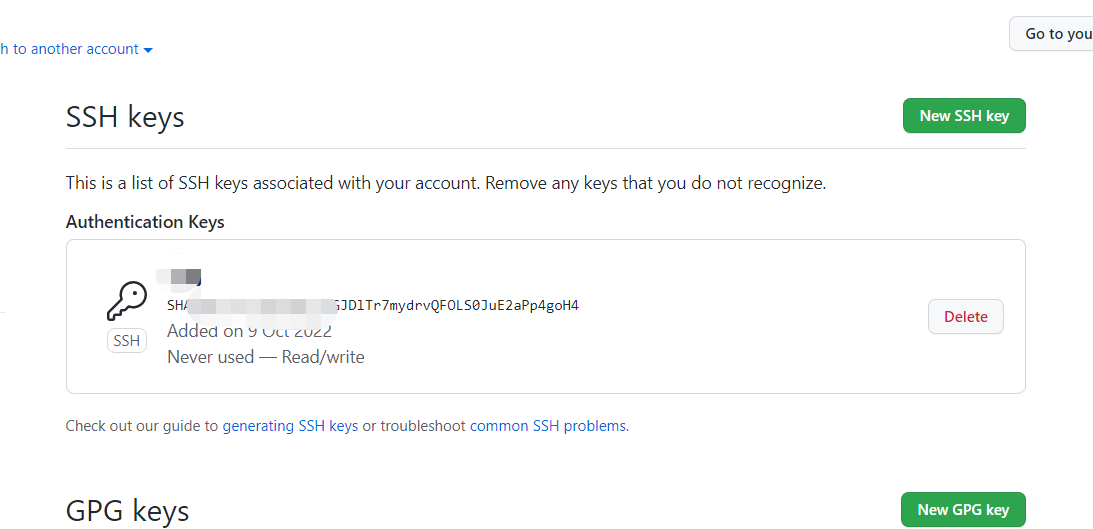 h to another account
Go to you
SSH keys
New SSH key
This is a list of SSH keys associated with your account. Remove any keys that you do not recognize.
Authentication Keys
SHA GJDlTr7mydrvQFOLS0JuE2aPp4goH4
SSH
Added on 9 Oct 2022
Never used — Read/write
Delete
Check out our guide to generating SSH keys or troubleshoot common SSH problems.
GPG keys
New GPG key